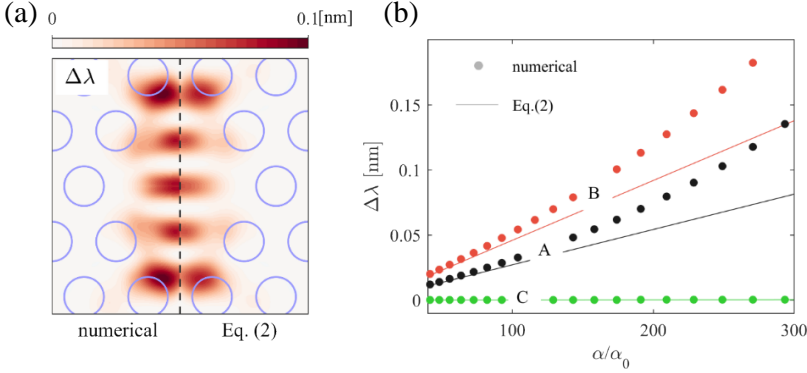 (a)
0
0.1[nm]
Δλ
numerical
Eq. (2)
(b)
numerical
Eq.(2)
B
A
C
0.15
0.1
0.05
0
Δλ [nm]
100
200
300
α/α₀